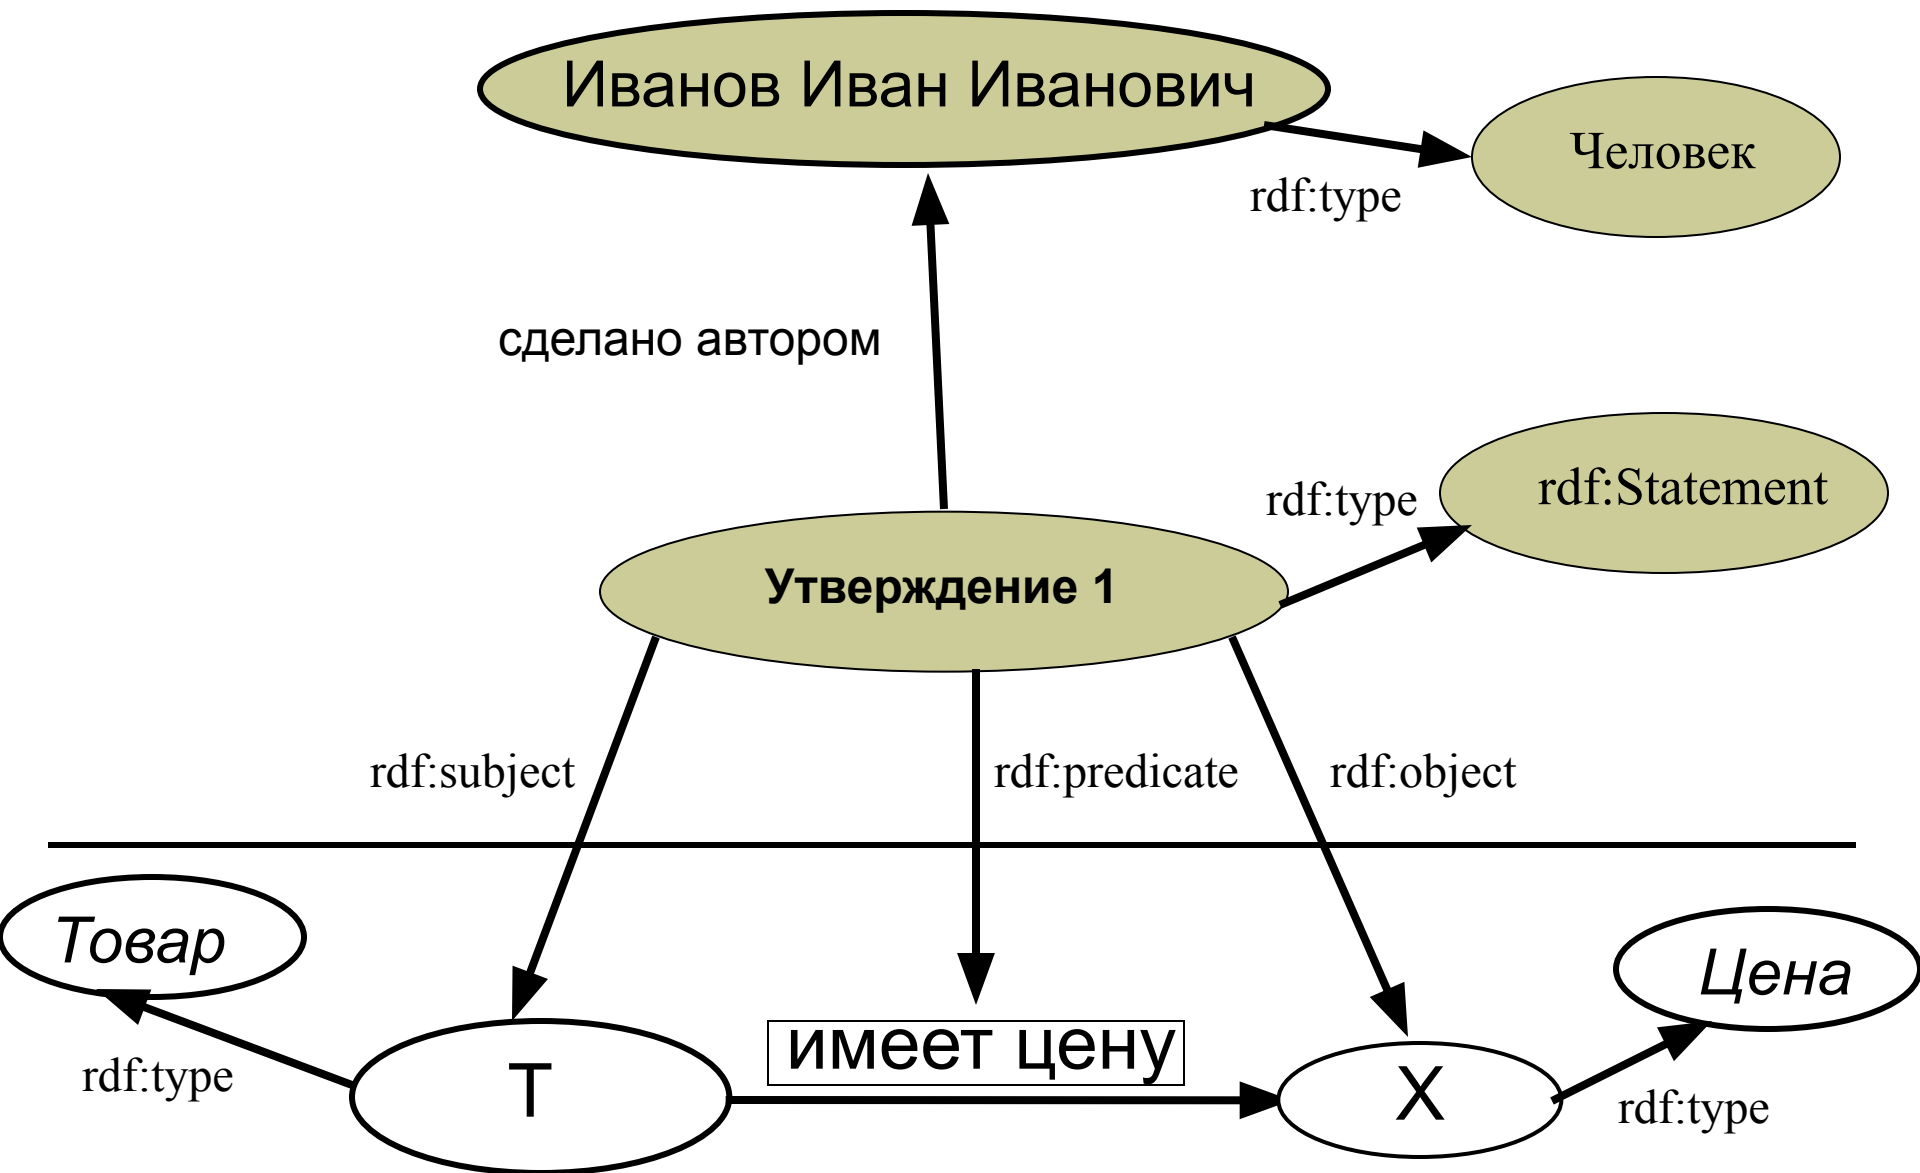 Иванов Иван Иванович
Человек
rdf:type
сделано автором
rdf:type
rdf:Statement
Утверждение 1
rdf:subject
rdf:predicate
rdf:object
Товар
Цена
имеет цену
rdf:type
Т
Х
rdf:type